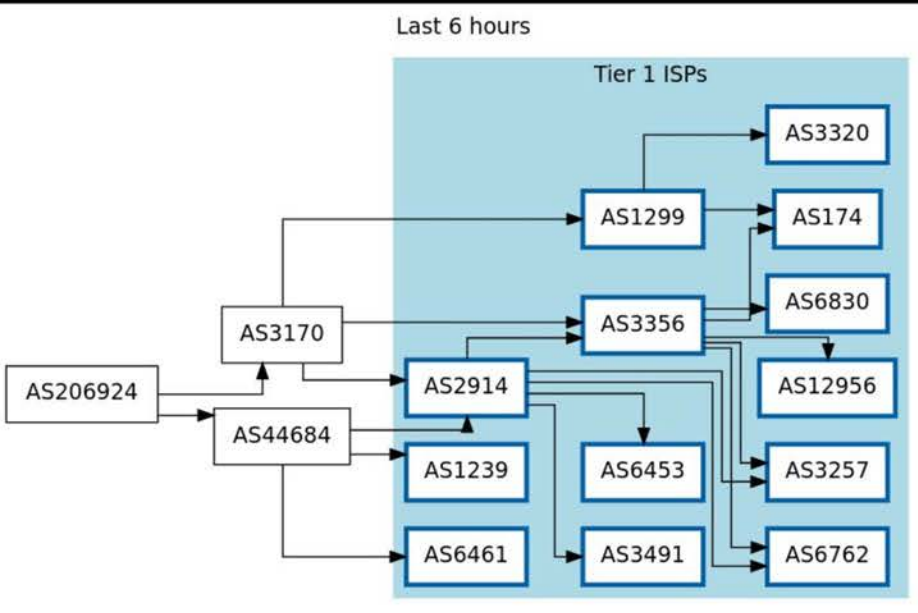 Last 6 hours
Tier 1 ISPs
AS3320
AS1299
AS174
AS6830
AS3170
AS3356
AS206924
AS2914
AS12956
AS44684
AS1239
AS6453
AS3257
AS6461
AS3491
AS6762